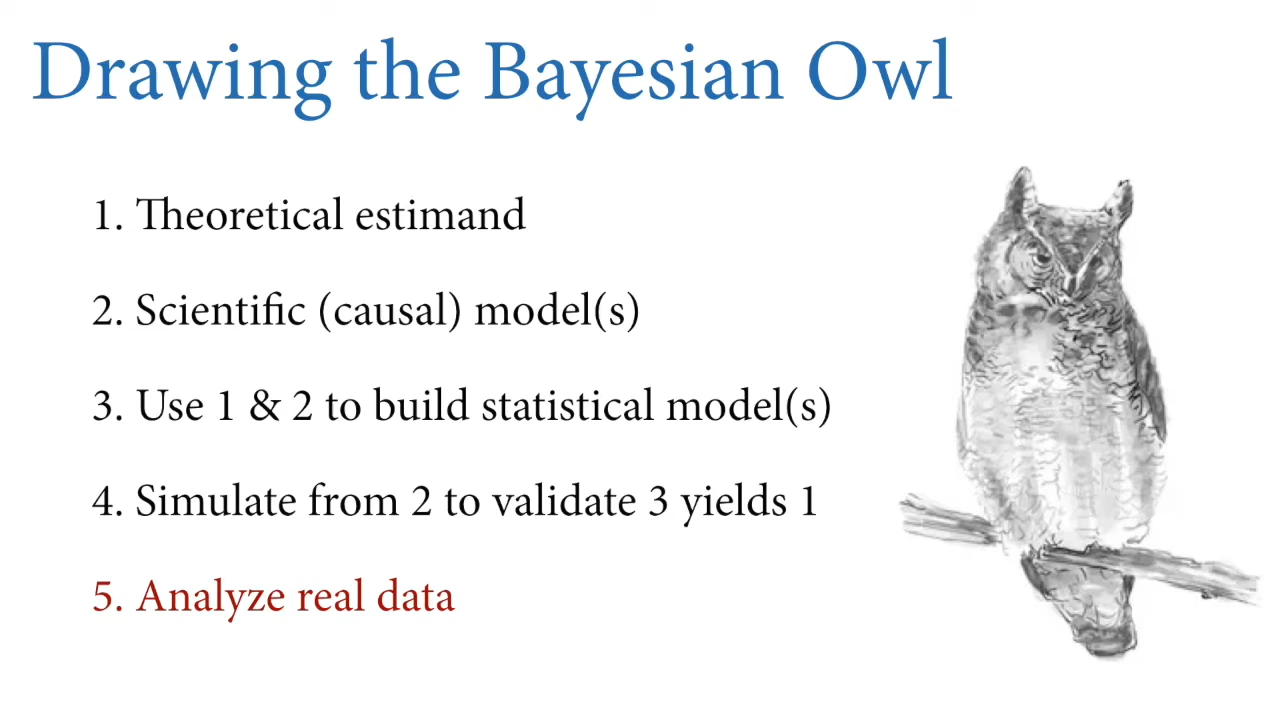 Drawing the Bayesian Owl
1. Theoretical estimand
2. Scientific (causal) model(s)
3. Use 1 & 2 to build statistical model(s)
4. Simulate from 2 to validate 3 yields 1
5. Analyze real data